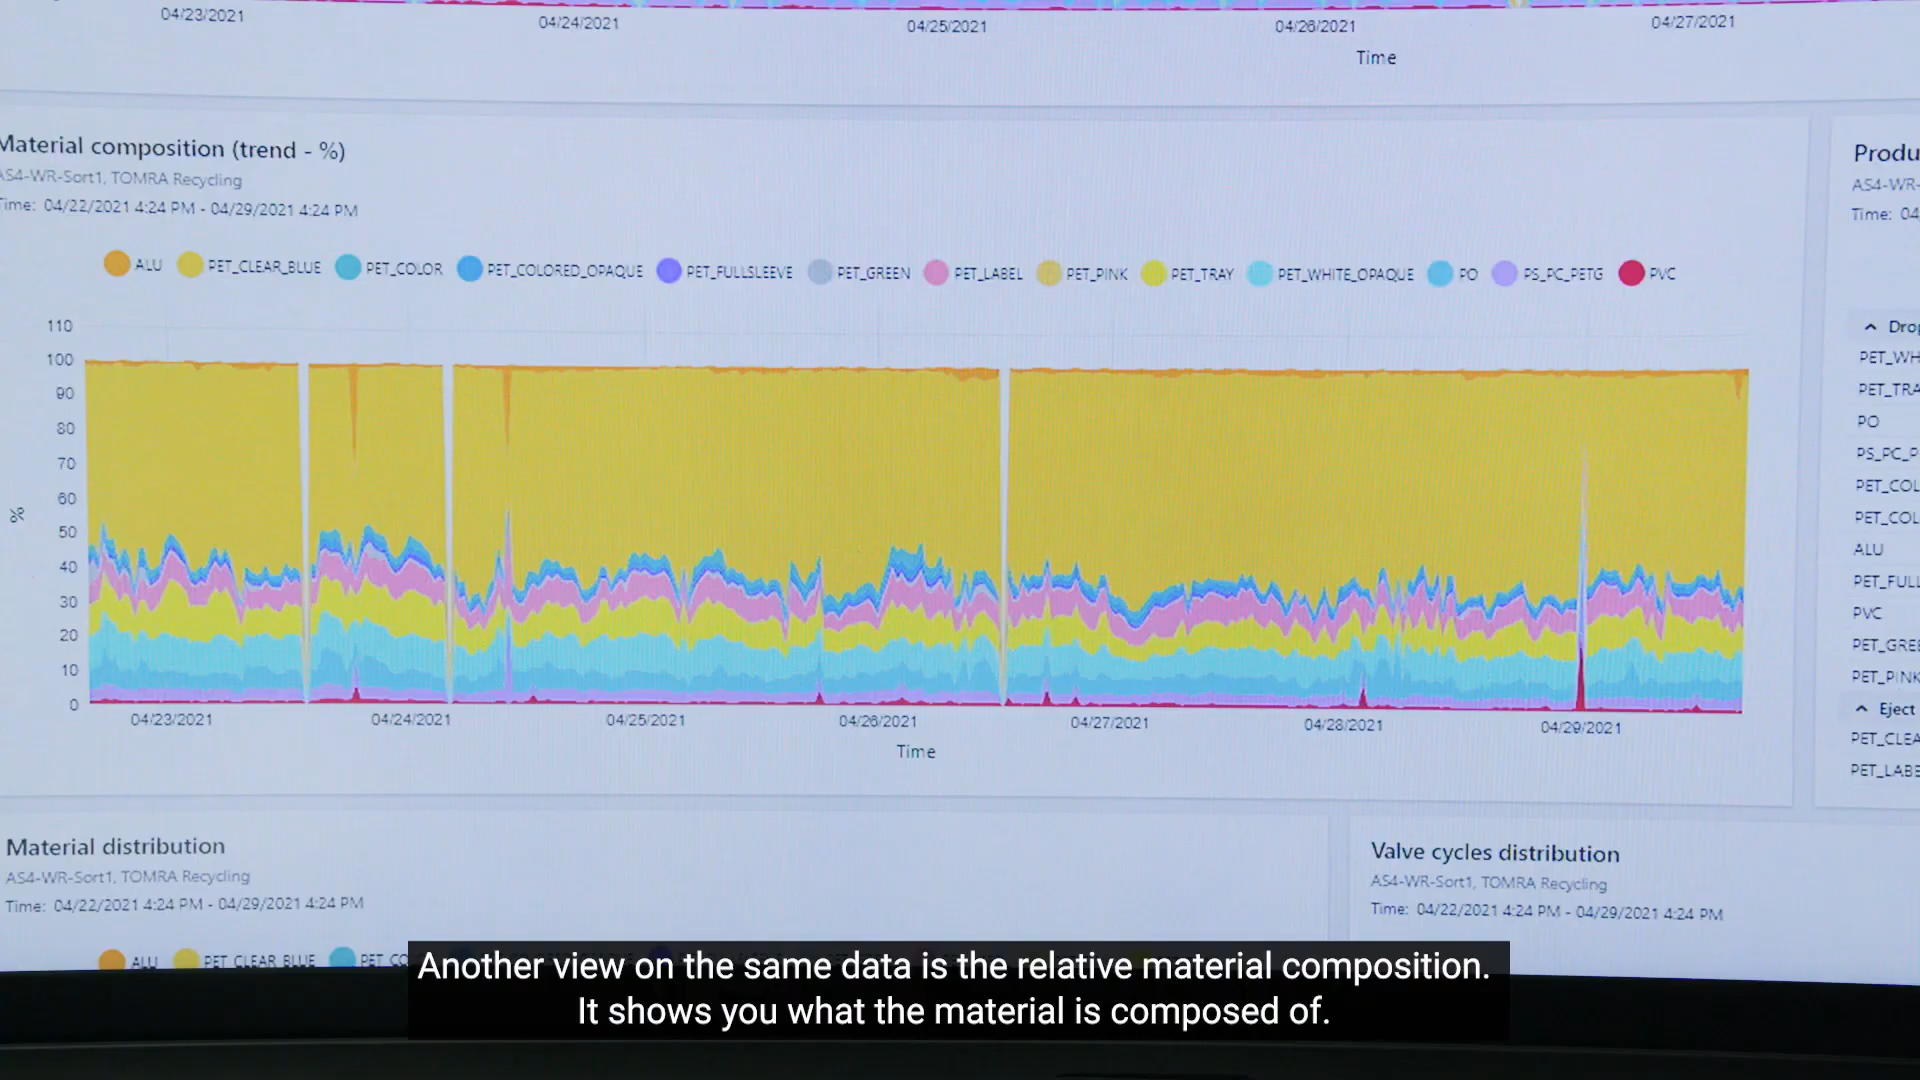 04/23/2021 04/24/2021 04/25/2021 04/26/2021 04/27/2021
Time
Material composition (trend - %)
AS4-WR-Sort1, TOMRA Recycling
Time: 04/22/2021 4:24 PM - 04/29/2021 4:24 PM
ALU PET_CLEAR_BLUE PET_COLOR PET_COLORED_OPAQUE PET_FULLSLEEVE PET_GREEN PET_LABEL PET_PINK PET_TRAY PET_WHITE_OPAQUE PO PS_PC_PETG PVC
110
100
90
80
70
60
50
40
30
20
10
0
%
04/23/2021 04/24/2021 04/25/2021 04/26/2021 04/27/2021 04/28/2021 04/29/2021
Time
Produ
AS4-WR-
Time: 04
Drop
PET_WH
PET_TRA
PO
PS_PC_P
PET_COL
PET_COL
ALU
PET_FULL
PVC
PET_GREE
PET_PINK
Eject
PET_CLEA
PET_LABE
Material distribution
AS4-WR-Sort1, TOMRA Recycling
Time: 04/22/2021 4:24 PM - 04/29/2021 4:24 PM
ALU PET_CLEAR_BLUE PET_CO
Valve cycles distribution
AS4-WR-Sort1, TOMRA Recycling
Time: 04/22/2021 4:24 PM - 04/29/2021 4:24 PM
Another view on the same data is the relative material composition.
It shows you what the material is composed of.